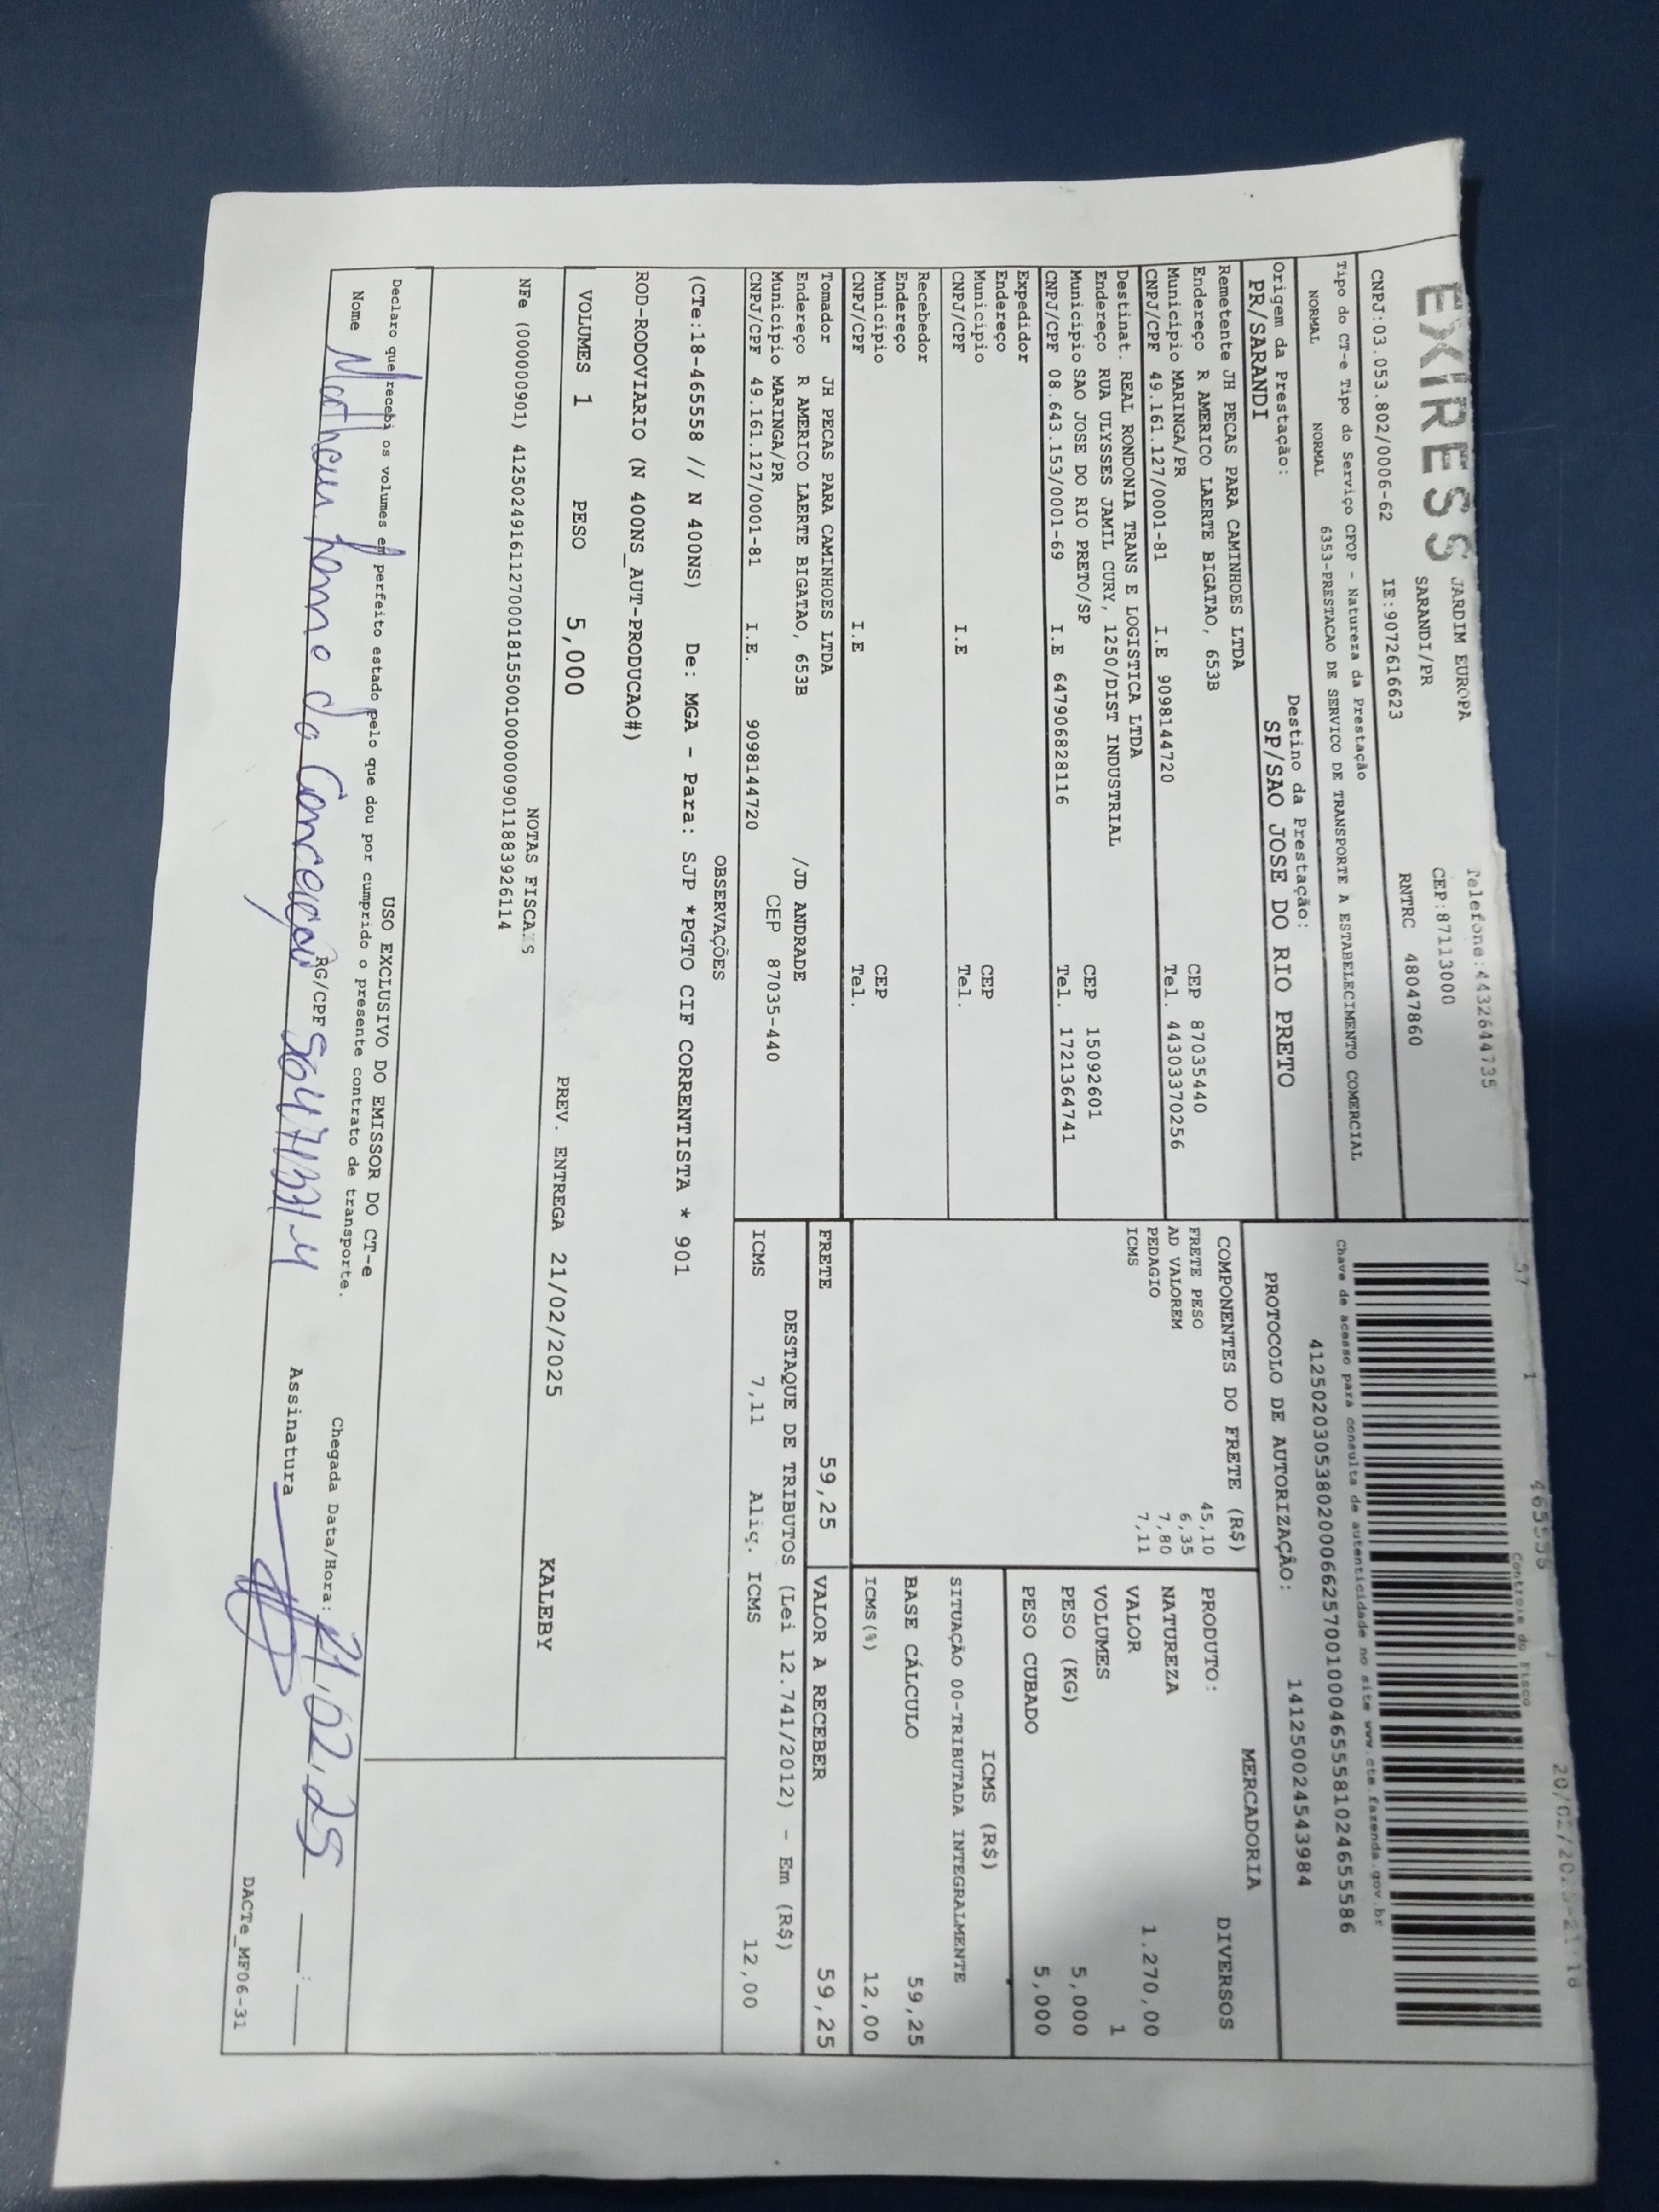 EXPRESS
JARDIM EUROPA
Telefone:4432644735
SARANDI/PR
CEP:87113000
CNPJ:03.053.802/0006-62 IE:9072616623 RNTRC 48047860
57 1 465558 1 20/02/2025-21:18
Controle do Fisco
Chave de acesso para consulta de autenticidade no site www.cte.fazenda.gov.br
Tipo do CT-e Tipo do Serviço CFOP - Natureza da Prestação
NORMAL NORMAL 6353-PRESTACAO DE SERVICO DE TRANSPORTE À ESTABELECIMENTO COMERCIAL
41250203053802000662570010004655581024655586
PROTOCOLO DE AUTORIZAÇÃO: 141250024543984
Origem da Prestação: Destino da Prestação:
PR/SARANDI SP/SAO JOSE DO RIO PRETO
Remetente JH PECAS PARA CAMINHOES LTDA
Endereço R AMERICO LAERTE BIGATAO, 653B CEP 87035440
Município MARINGA/PR Tel. 44303370256
CNPJ/CPF 49.161.127/0001-81 I.E 9098144720
Destinat. REAL RONDONIA TRANS E LOGISTICA LTDA
Endereço RUA ULYSSES JAMIL CURY, 1250/DIST INDUSTRIAL
Município SAO JOSE DO RIO PRETO/SP CEP 15092601
CNPJ/CPF 08.643.153/0001-69 I.E 647906828116 Tel. 1721364741
Expedidor
Endereço
Município CEP
CNPJ/CPF I.E Tel.
Recebedor
Endereço
Município CEP
CNPJ/CPF I.E Tel.
Tomador JH PECAS PARA CAMINHOES LTDA
Endereço R AMERICO LAERTE BIGATAO, 653B /JD ANDRADE
Município MARINGA/PR CEP 87035-440
CNPJ/CPF 49.161.127/0001-81 I.E. 9098144720
COMPONENTES DO FRETE (R$)
FRETE PESO 45,10
AD VALOREM 6,35
PEDAGIO 7,80
ICMS 7,11
MERCADORIA
PRODUTO: DIVERSOS
NATUREZA
VALOR 1.270,00
VOLUMES 1
PESO (KG) 5,000
PESO CUBADO 5,000
ICMS (R$)
SITUAÇÃO 00-TRIBUTADA INTEGRALMENTE
BASE CÁLCULO 59,25
ICMS(%) 12,00
FRETE 59,25 VALOR A RECEBER 59,25
DESTAQUE DE TRIBUTOS (Lei 12.741/2012) - Em (R$)
ICMS 7,11 Aliq. ICMS 12,00
OBSERVAÇÕES
(CTe:18-465558 // N 400NS) De: MGA - Para: SJP *PGTO CIF CORRENTISTA * 901
ROD-RODOVIARIO (N 400NS_AUT-PRODUCAO#)
VOLUMES 1 PESO 5,000 PREV. ENTREGA 21/02/2025 KALEBY
NOTAS FISCAIS
NFe (000000901) 41250249161127000181550010000009011883926114
USO EXCLUSIVO DO EMISSOR DO CT-e
Declaro que recebi os volumes em perfeito estado pelo que dou por cumprido o presente contrato de transporte.
Nome RG/CPF Assinatura
Chegada Data/Hora: 21.02.25 __:__
DACTe_MF06-31